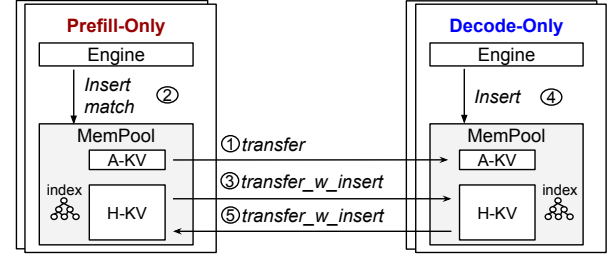 Prefill-Only
Decode-Only
Engine
Engine
Insert
match
②
Insert ④
MemPool
MemPool
①transfer
A-KV
A-KV
③transfer_w_insert
index
index
H-KV
H-KV
⑤transfer_w_insert